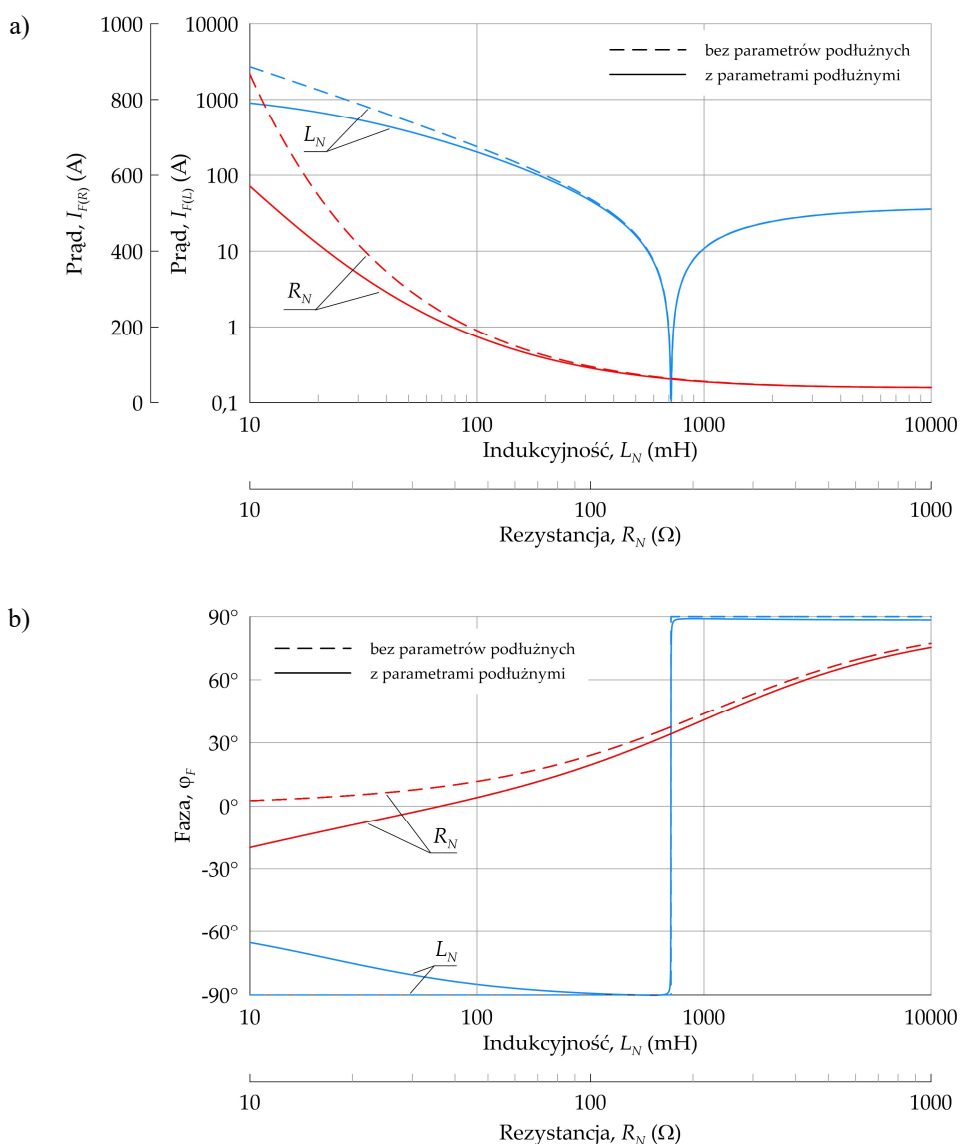 a)
Prąd, I_F(R) (A)
1000
800
600
400
200
0
Prąd, I_F(L) (A)
10000
1000
100
10
1
0,1
bez parametrów podłużnych
z parametrami podłużnymi
L_N
R_N
10 100 1000 10000
Indukcyjność, L_N (mH)
10 100 1000
Rezystancja, R_N (Ω)
b)
Faza, φ_F
90°
60°
30°
0°
-30°
-60°
-90°
bez parametrów podłużnych
z parametrami podłużnymi
R_N
L_N
10 100 1000 10000
Indukcyjność, L_N (mH)
10 100 1000
Rezystancja, R_N (Ω)